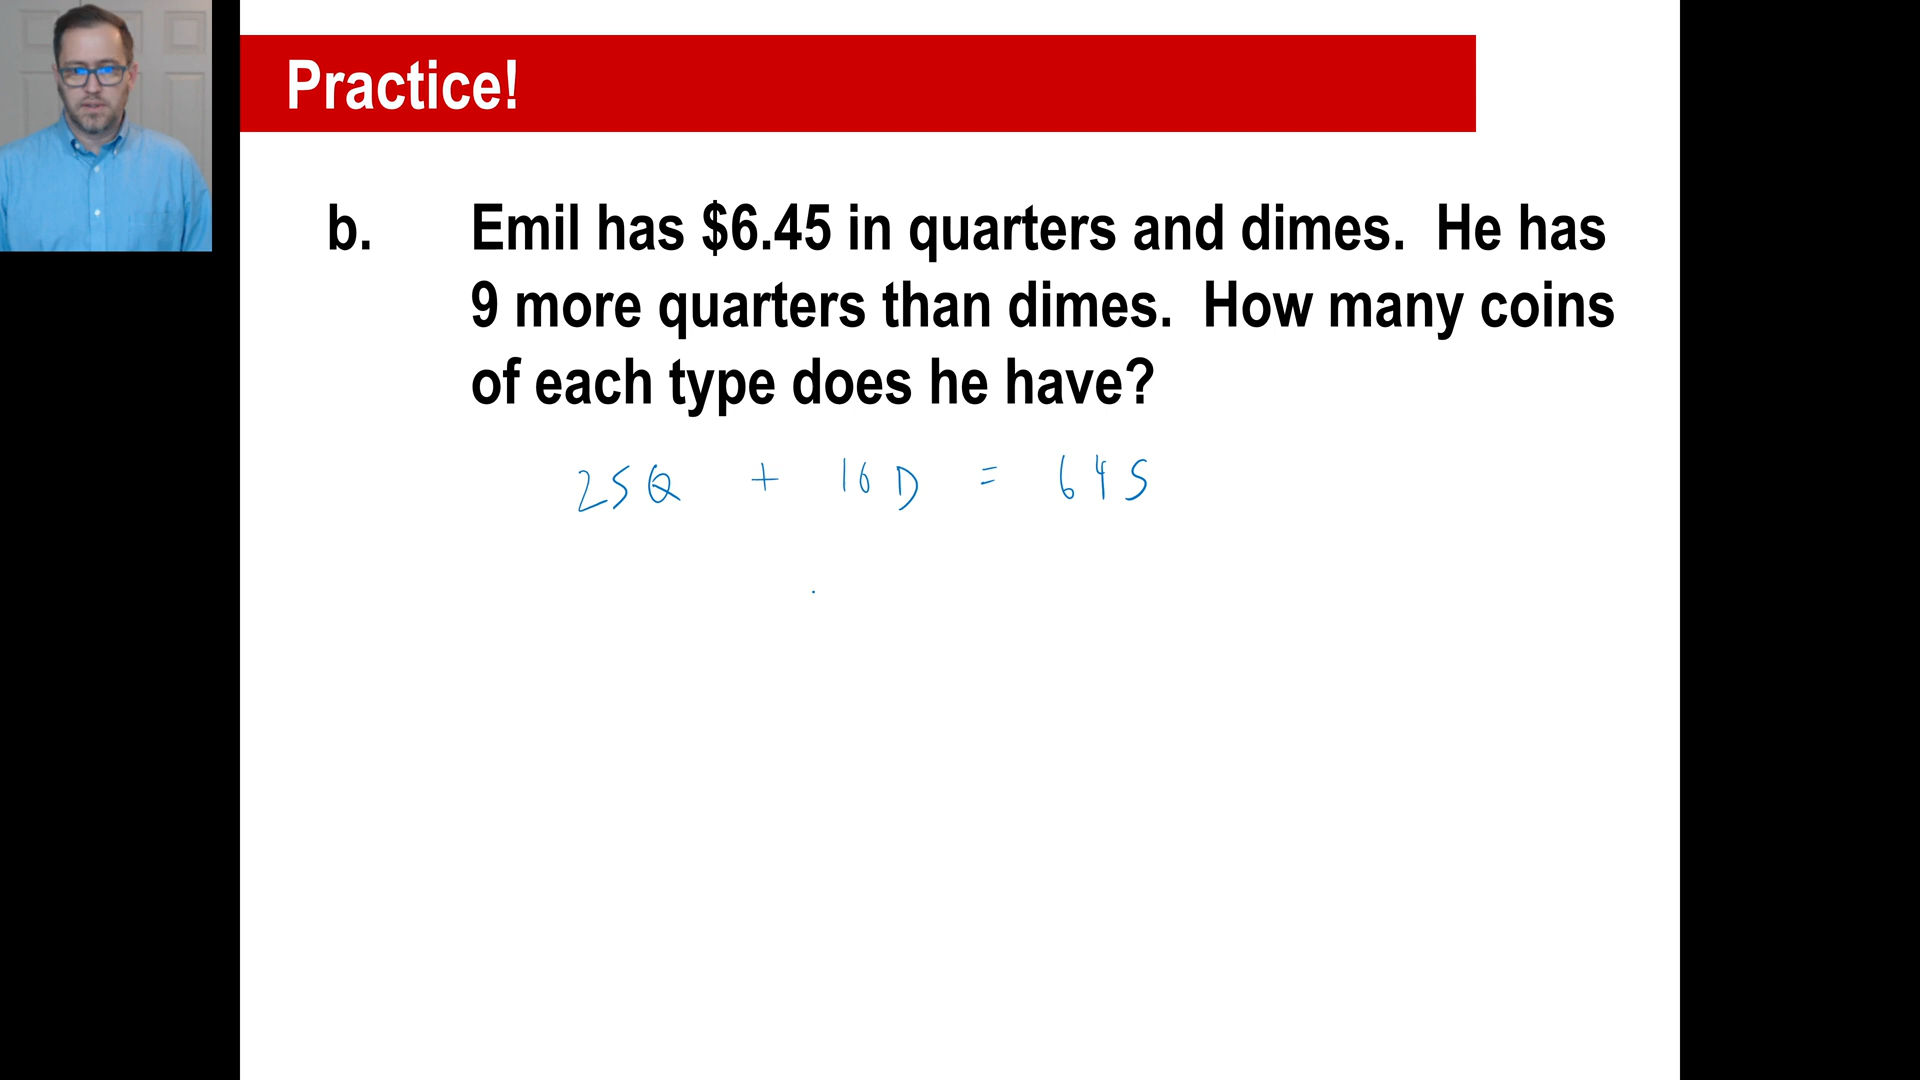 Practice!
b. Emil has $6.45 in quarters and dimes. He has
9 more quarters than dimes. How many coins
of each type does he have?
25Q + 10D = 645